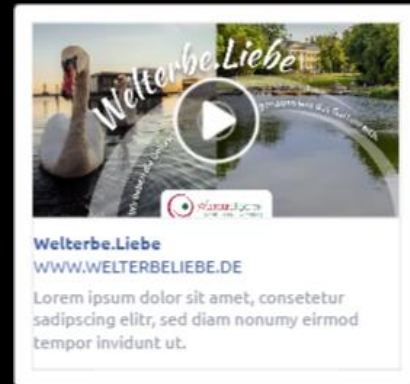 Welterbe.Liebe
Welterbe.Liebe
WWW.WELTERBELIEBE.DE
Lorem ipsum dolor sit amet, consetetur
sadipscing elitr, sed diam nonumy eirmod
tempor invidunt ut.